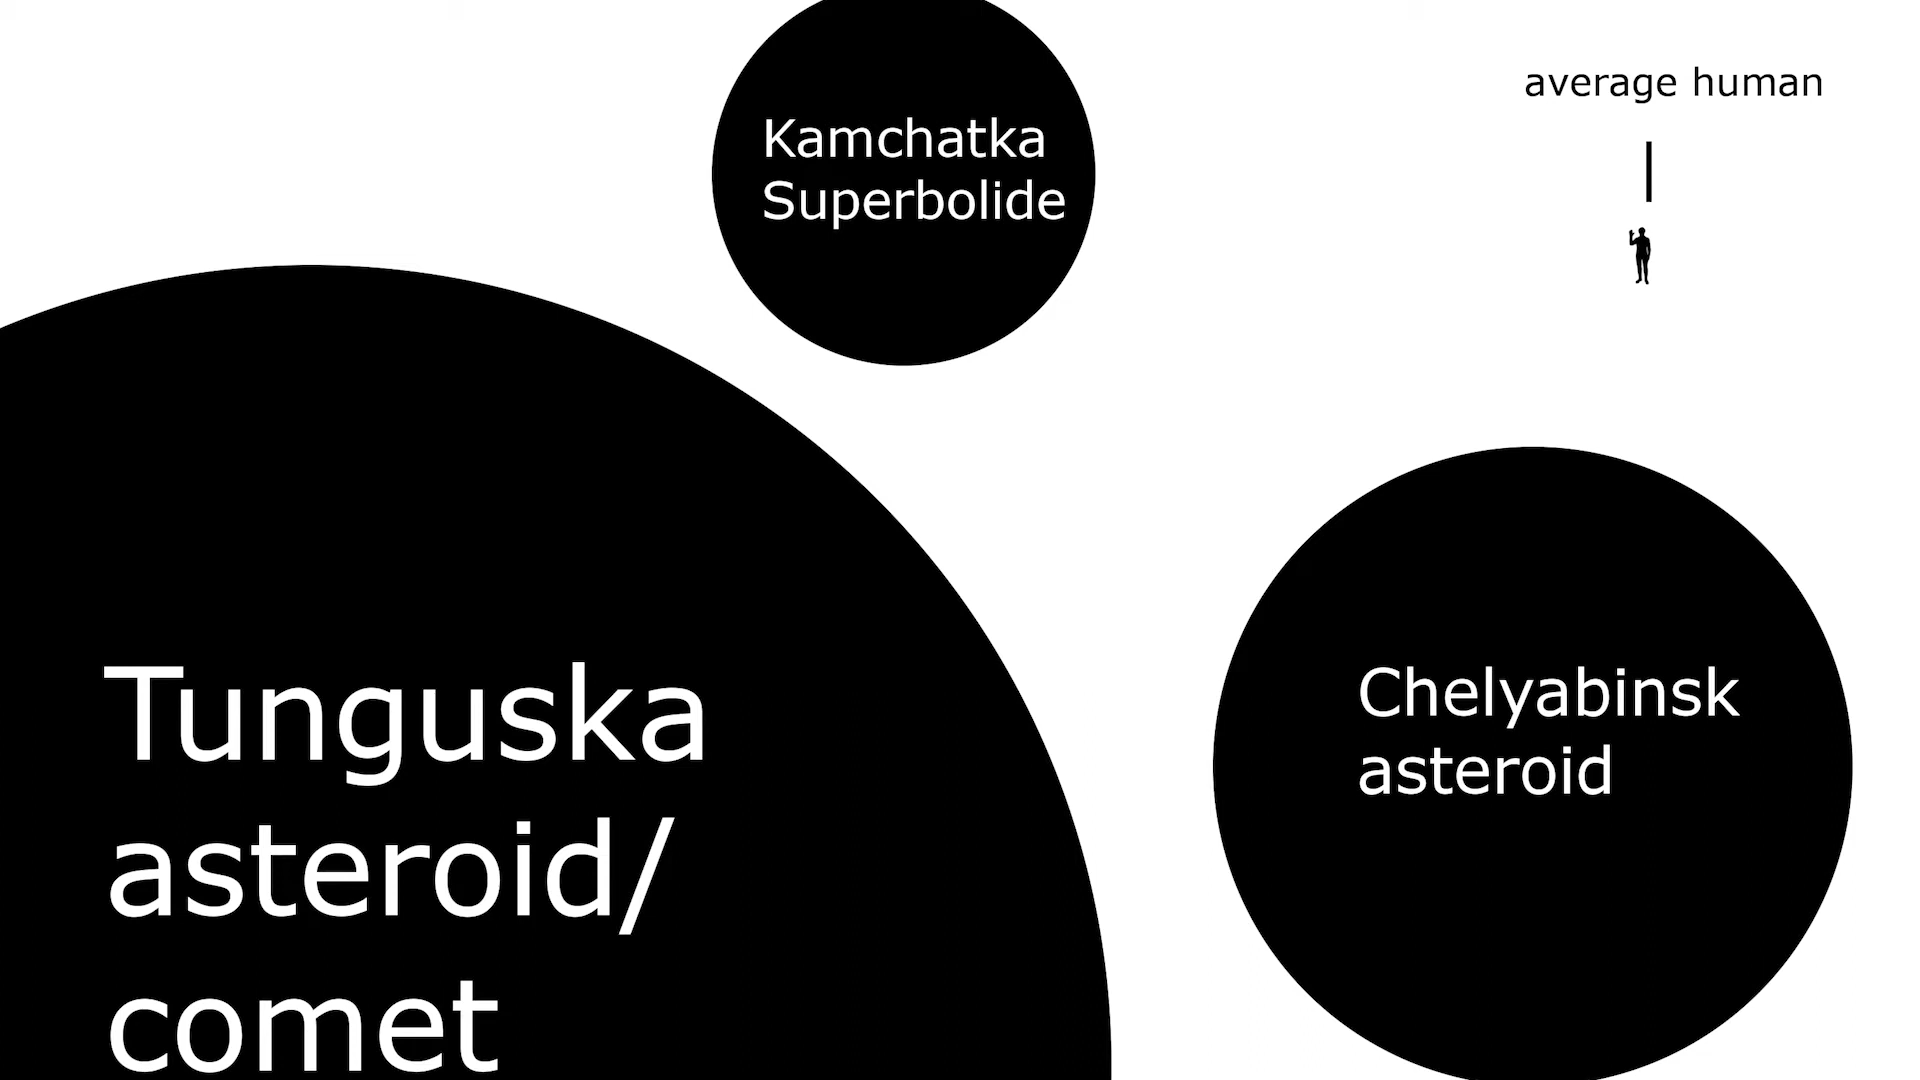 Kamchatka
Superbolide
average human
Tunguska
asteroid/
comet
Chelyabinsk
asteroid